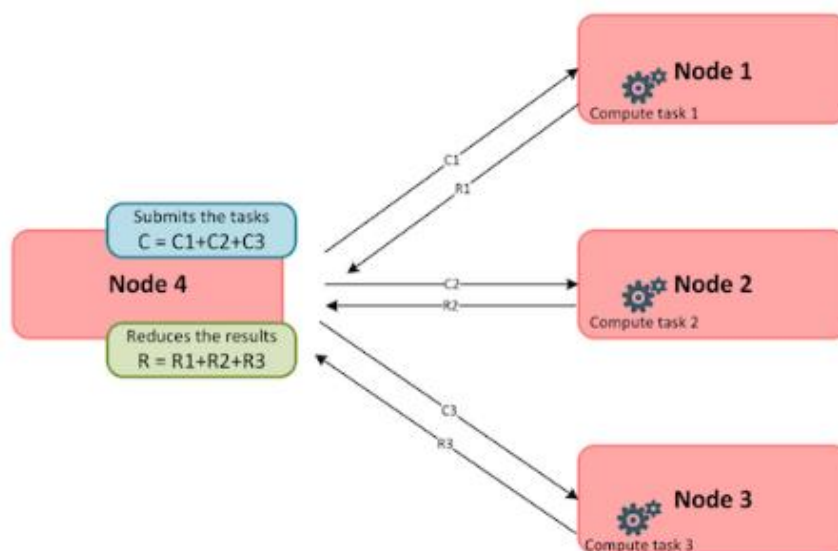 Node 1
Compute task 1
C1
R1
Submits the tasks
C = C1+C2+C3
Node 4
C2
R2
Node 2
Compute task 2
Reduces the results
R = R1+R2+R3
C3
R3
Node 3
Compute task 3